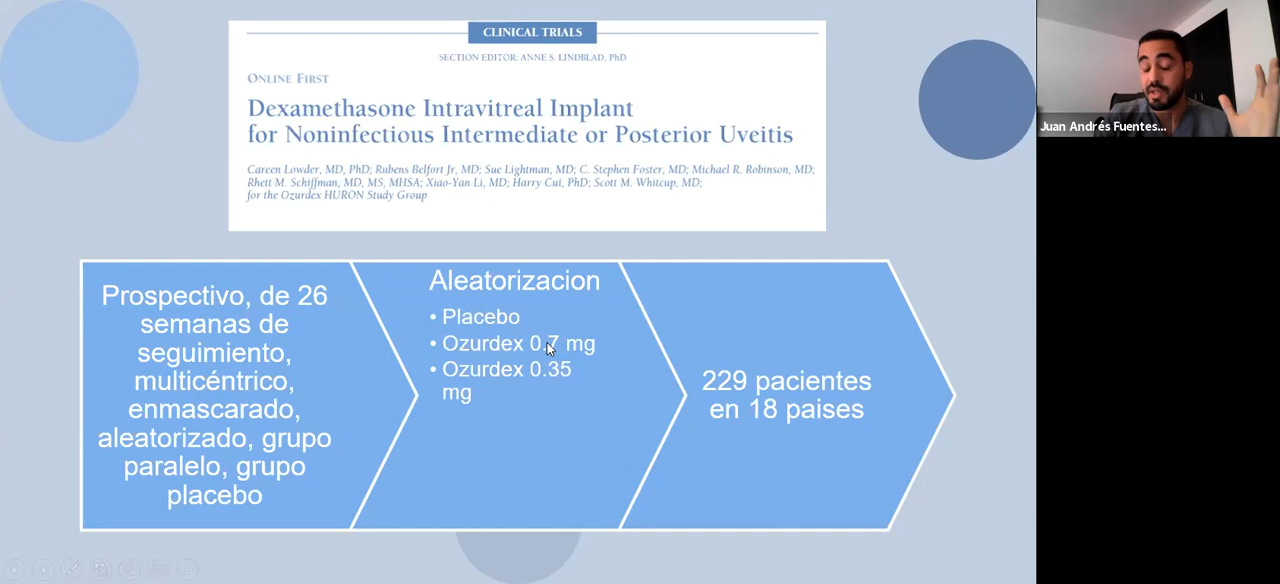 CLINICAL TRIALS
SECTION EDITOR: ANNE S. LINDBLAD, PhD
ONLINE FIRST
Dexamethasone Intravitreal Implant
for Noninfectious Intermediate or Posterior Uveitis
Careen Lowder, MD, PhD; Rubens Belfort Jr, MD; Sue Lightman, MD; C. Stephen Foster, MD; Michael R. Robinson, MD;
Rhett M. Schiffman, MD, MS, MHSA; Xiao-Yan Li, MD; Harry Cui, PhD; Scott M. Whitcup, MD;
for the Ozurdex HURON Study Group
Prospectivo, de 26
semanas de
seguimiento,
multicéntrico,
enmascarado,
aleatorizado, grupo
paralelo, grupo
placebo
Aleatorizacion
• Placebo
• Ozurdex 0.7 mg
• Ozurdex 0.35
mg
229 pacientes
en 18 paises
Juan Andrés Fuentes...